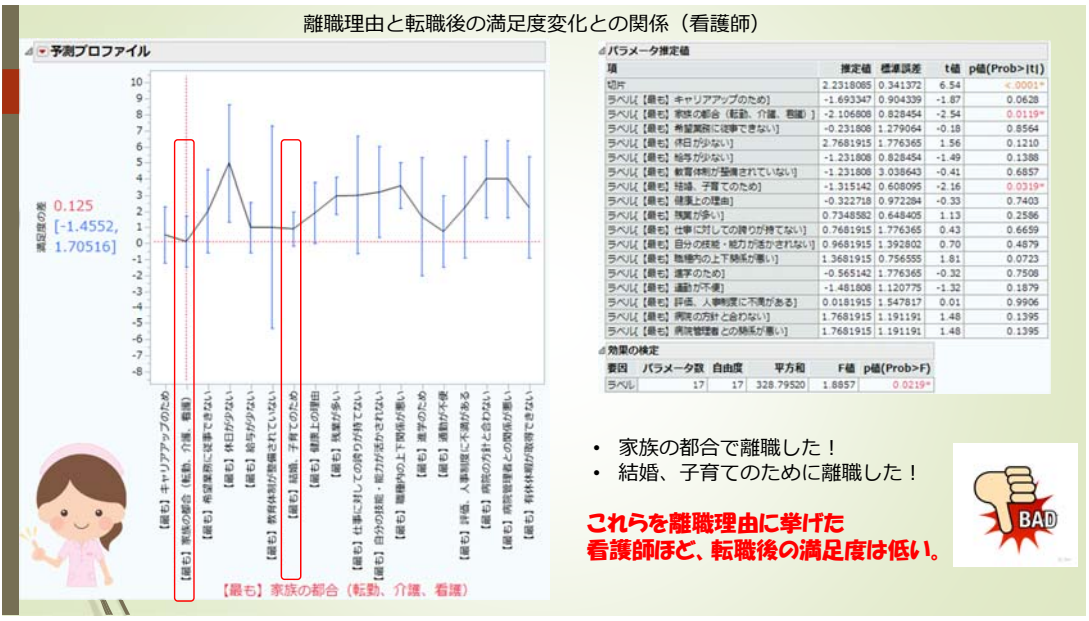 離職理由と転職後の満足度変化との関係（看護師）
予測プロファイル
満足度の差
0.125
[-1.4552,
1.70516]
10
9
8
7
6
5
4
3
2
1
0
-1
-2
-3
-4
-5
-6
-7
-8
【最も】キャリアアップのため
【最も】家族の都合（転勤、介護、看護）
【最も】希望業務に従事できない
【最も】休日が少ない
【最も】給与が少ない
【最も】教育体制が整備されていない
【最も】結婚、子育てのため
【最も】健康上の理由
【最も】残業が多い
【最も】仕事に対しての誇りが持てない
【最も】自分の技能・能力が活かされない
【最も】職種内の上下関係が悪い
【最も】進学のため
【最も】通勤が不便
【最も】評価、人事制度に不満がある
【最も】病院の方針と合わない
【最も】病院管理者との関係が悪い
【最も】有休休暇が取得できない
【最も】家族の都合（転勤、介護、看護）
パラメータ推定値
項 推定値 標準誤差 t値 p値(Prob>|t|)
切片 2.2318085 0.341372 6.54 <.0001*
ラベル[【最も】キャリアアップのため] -1.693347 0.904339 -1.87 0.0628
ラベル[【最も】家族の都合（転勤、介護、看護）] -2.106808 0.828454 -2.54 0.0119*
ラベル[【最も】希望業務に従事できない] -0.231808 1.279064 -0.18 0.8564
ラベル[【最も】休日が少ない] 2.7681915 1.776365 1.56 0.1210
ラベル[【最も】給与が少ない] -1.231808 0.828454 -1.49 0.1388
ラベル[【最も】教育体制が整備されていない] -1.231808 3.038643 -0.41 0.6857
ラベル[【最も】結婚、子育てのため] -1.315142 0.608095 -2.16 0.0319*
ラベル[【最も】健康上の理由] -0.322718 0.972284 -0.33 0.7403
ラベル[【最も】残業が多い] 0.7348582 0.648405 1.13 0.2586
ラベル[【最も】仕事に対しての誇りが持てない] 0.7681915 1.776365 0.43 0.6659
ラベル[【最も】自分の技能・能力が活かされない] 0.9681915 1.392802 0.70 0.4879
ラベル[【最も】職種内の上下関係が悪い] 1.3681915 0.756555 1.81 0.0723
ラベル[【最も】進学のため] -0.565142 1.776365 -0.32 0.7508
ラベル[【最も】通勤が不便] -1.481808 1.120775 -1.32 0.1879
ラベル[【最も】評価、人事制度に不満がある] 0.0181915 1.547817 0.01 0.9906
ラベル[【最も】病院の方針と合わない] 1.7681915 1.191191 1.48 0.1395
ラベル[【最も】病院管理者との関係が悪い] 1.7681915 1.191191 1.48 0.1395
効果の検定
要因 パラメータ数 自由度 平方和 F値 p値(Prob>F)
ラベル 17 17 328.79520 1.8857 0.0219*
• 家族の都合で離職した！
• 結婚、子育てのために離職した！
これらを離職理由に挙げた
看護師ほど、転職後の満足度は低い。
BAD